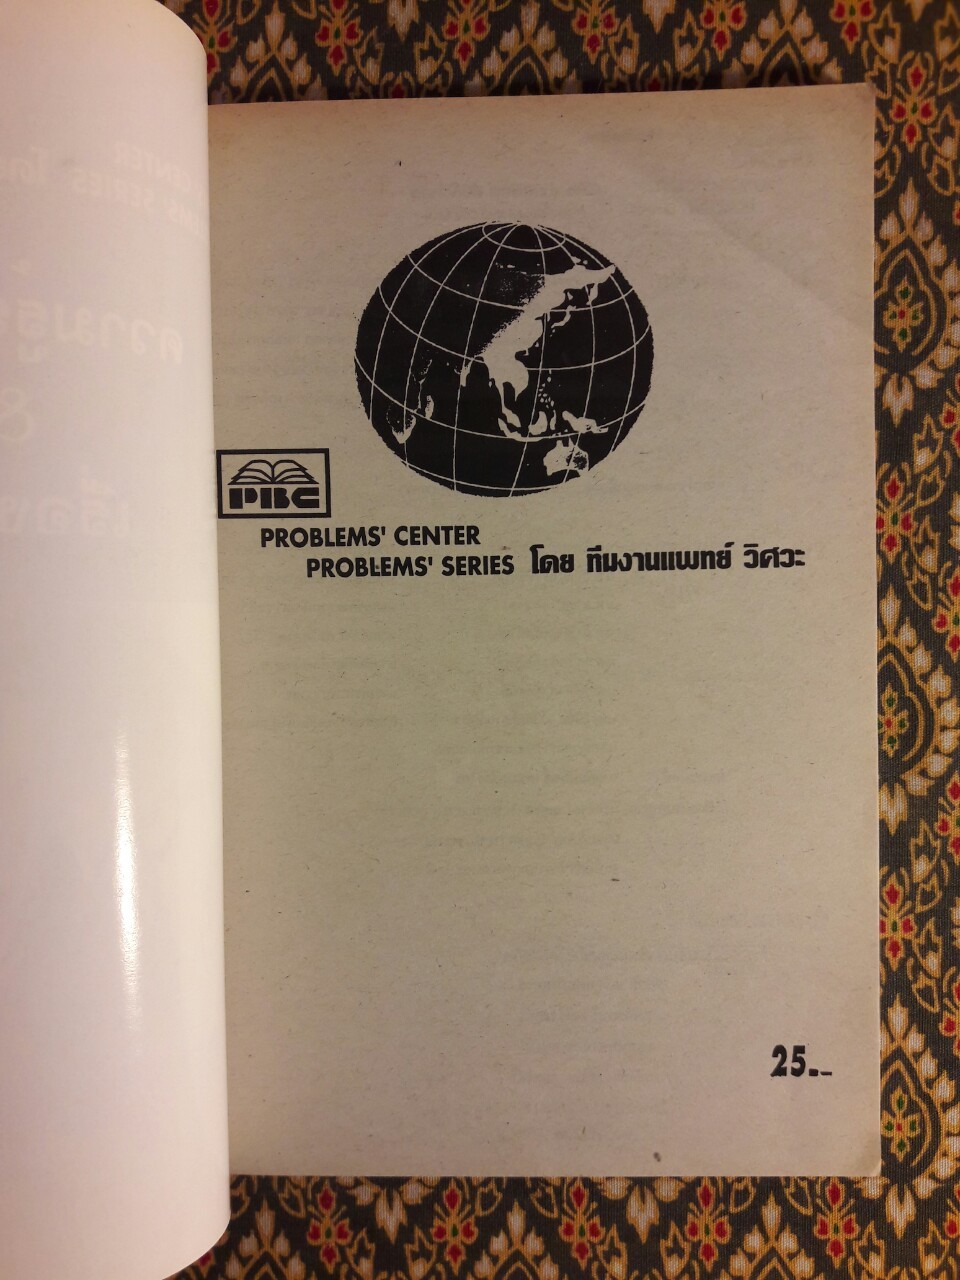 PBC
PROBLEMS' CENTER
PROBLEMS' SERIES โดย ทีมงานแพทย์ วิศวะ
25.-